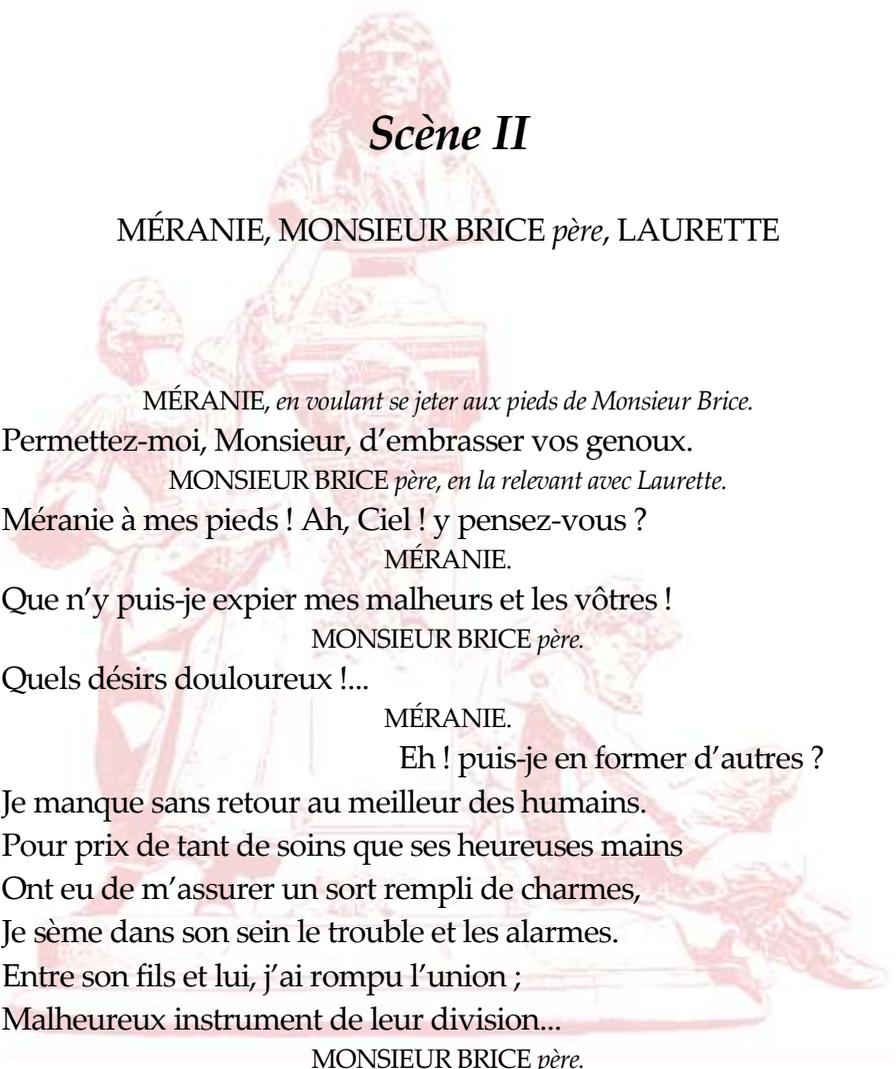 Scène II
MÉRANIE, MONSIEUR BRICE père, LAURETTE
MÉRANIE, en voulant se jeter aux pieds de Monsieur Brice.
Permettez-moi, Monsieur, d’embrasser vos genoux.
MONSIEUR BRICE père, en la relevant avec Laurette.
Méranie à mes pieds ! Ah, Ciel ! y pensez-vous ?
MÉRANIE.
Que n’y puis-je expier mes malheurs et les vôtres !
MONSIEUR BRICE père.
Quels désirs douloureux !...
MÉRANIE.
Eh ! puis-je en former d’autres ?
Je manque sans retour au meilleur des humains.
Pour prix de tant de soins que ses heureuses mains
Ont eu de m’assurer un sort rempli de charmes,
Je sème dans son sein le trouble et les alarmes.
Entre son fils et lui, j’ai rompu l’union ;
Malheureux instrument de leur division...
MONSIEUR BRICE père.